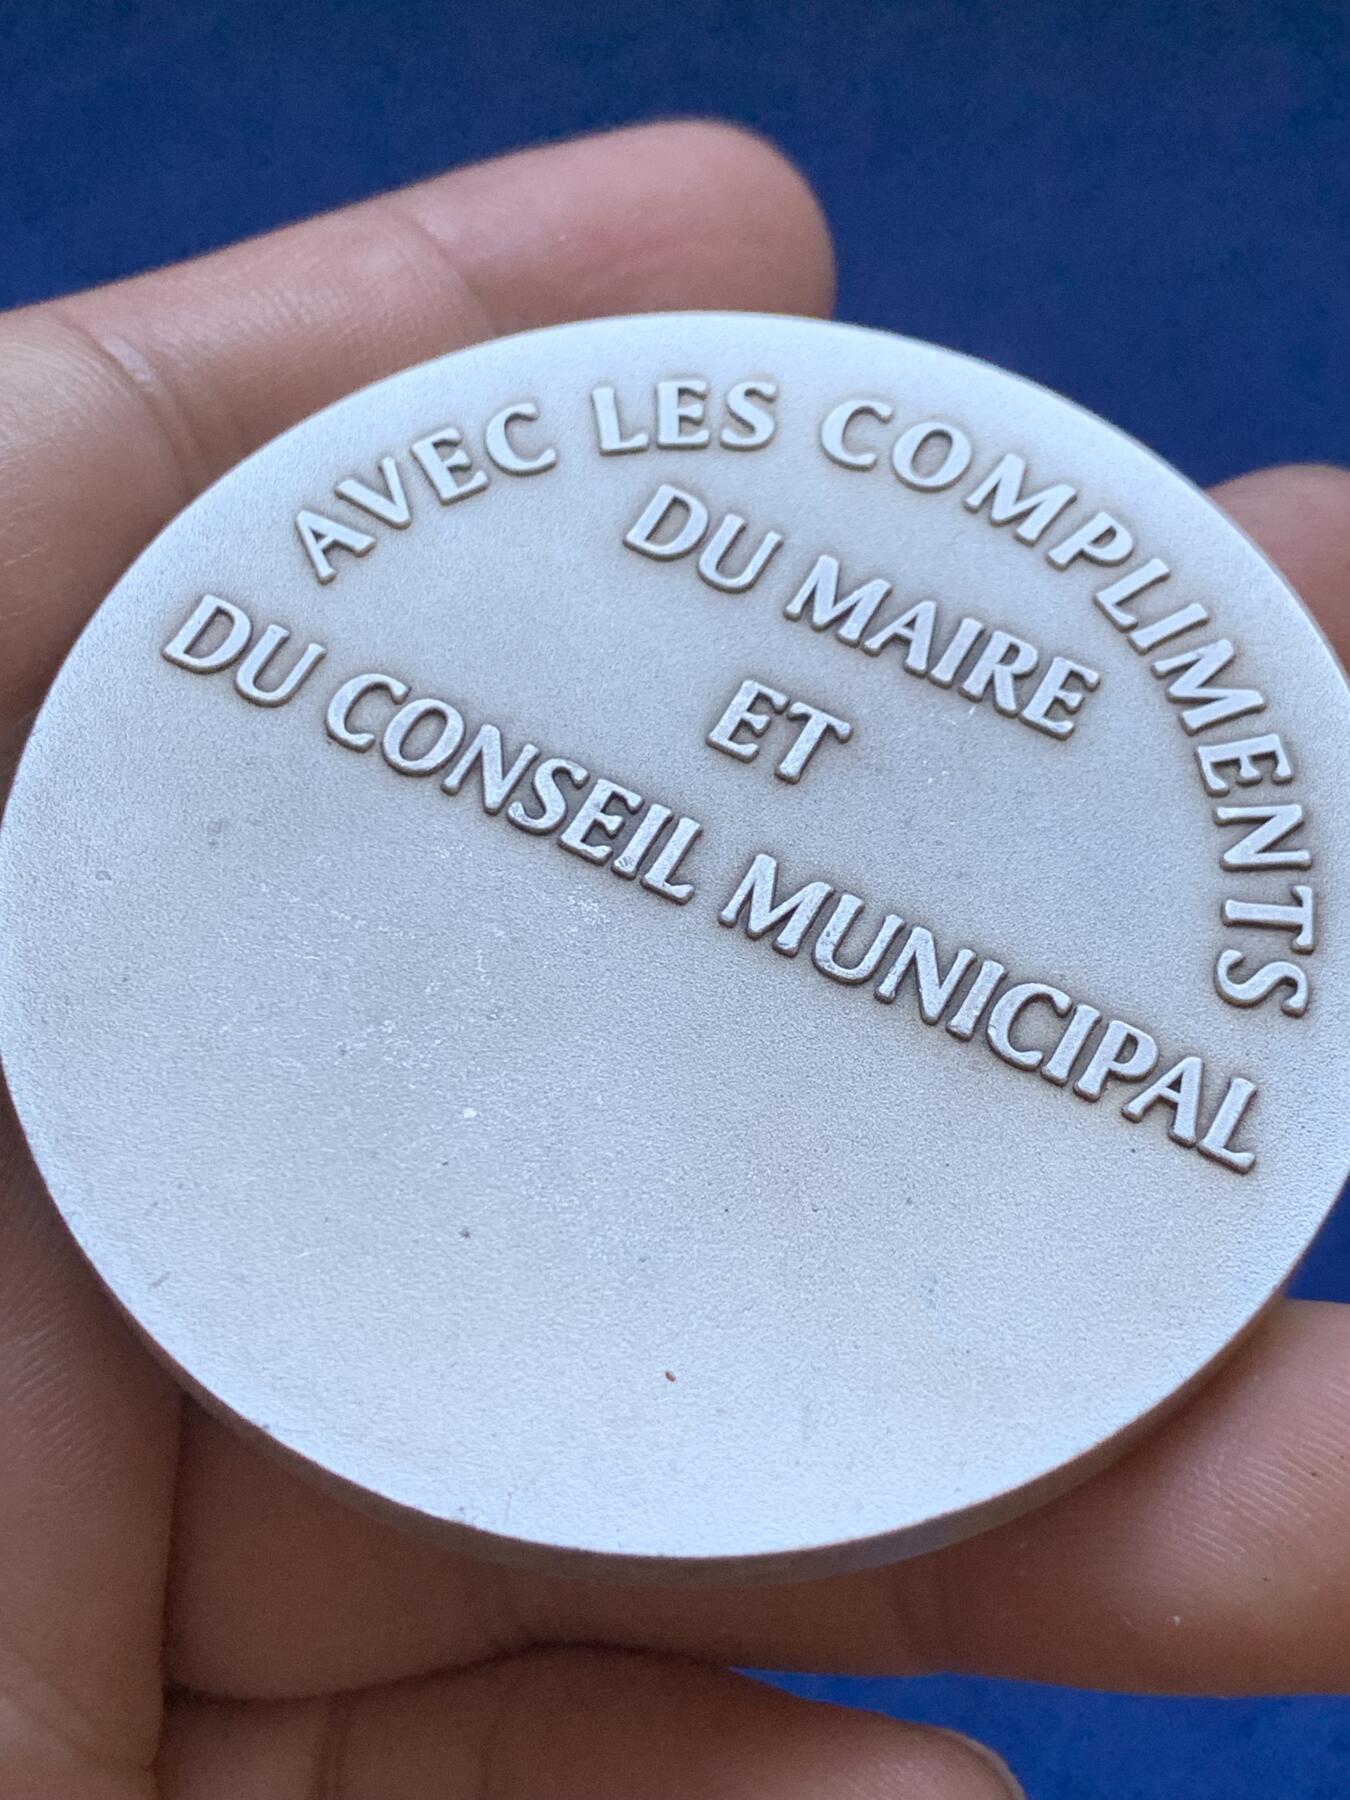 AVEC LES COMPLIMENTS
DU MAIRE
ET
DU CONSEIL MUNICIPAL